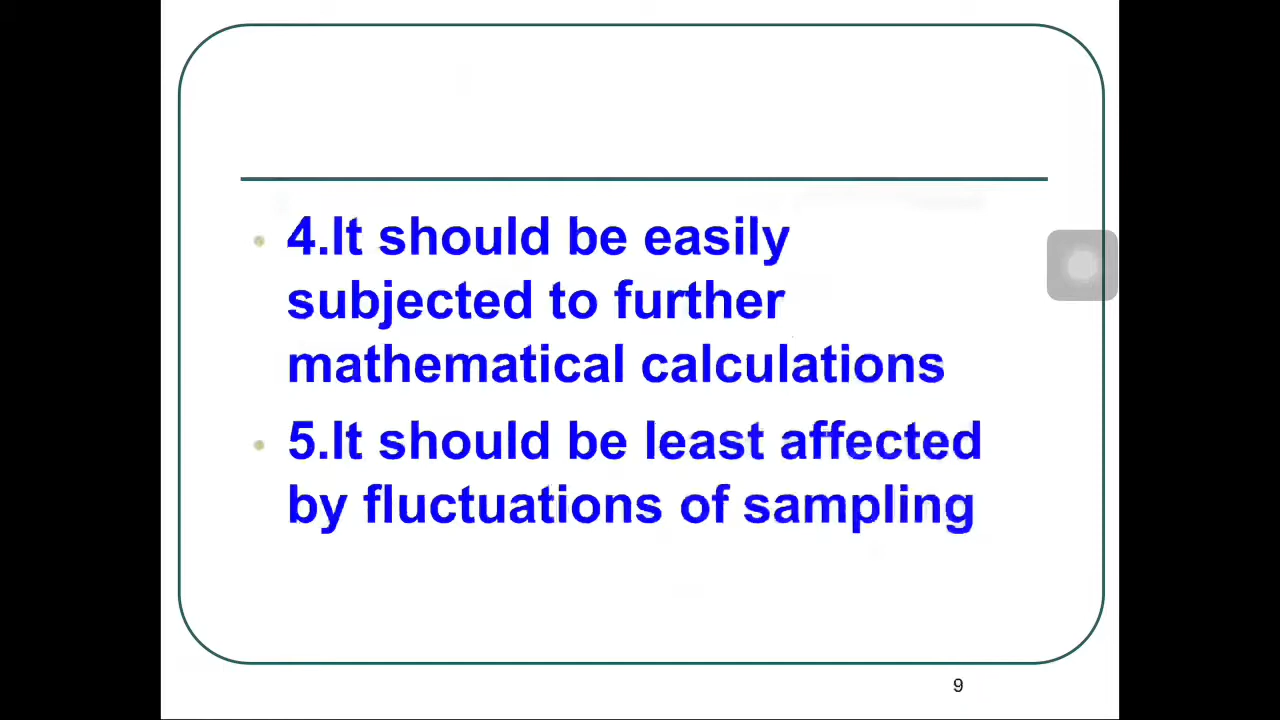 4.It should be easily
subjected to further
mathematical calculations
5.It should be least affected
by fluctuations of sampling
9